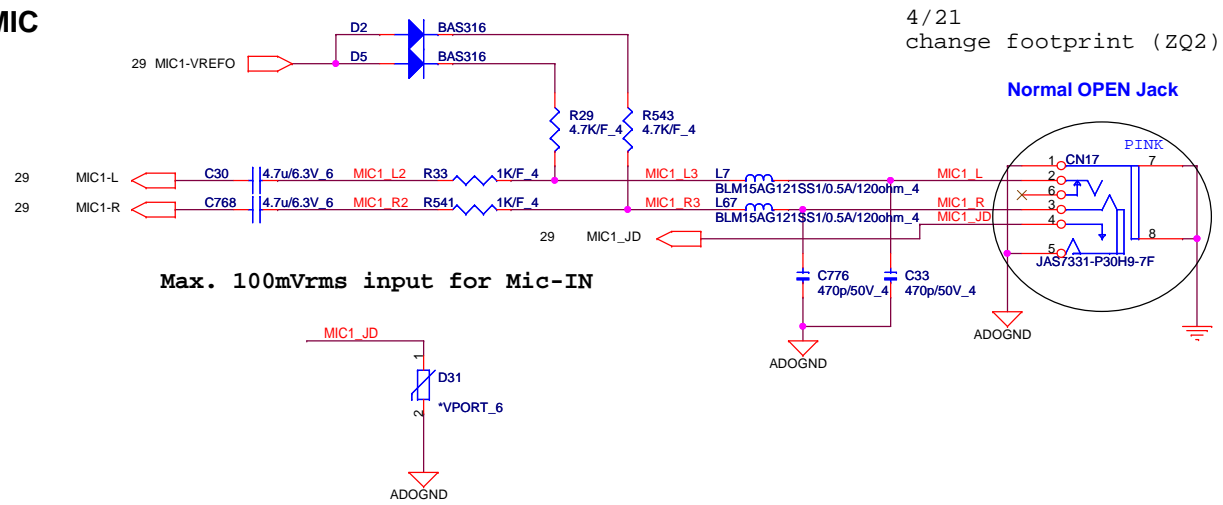 MIC
4/21
change footprint (ZQ2)
D2 BAS316
29 MIC1-VREFO D5 BAS316
Normal OPEN Jack
R29
4.7K/F_4
R543
4.7K/F_4
PINK
1 CN17 7
29 MIC1-L C30 4.7u/6.3V_6 MIC1_L2 R33 1K/F_4 MIC1_L3 L7 MIC1_L 2
BLM15AG121SS1/0.5A/120ohm_4
6
29 MIC1-R C768 4.7u/6.3V_6 MIC1_R2 R541 1K/F_4 MIC1_R3 L67 MIC1_R 3
BLM15AG121SS1/0.5A/120ohm_4
MIC1_JD 4
29 MIC1_JD
8
5
JAS7331-P30H9-7F
Max. 100mVrms input for Mic-IN
C776
470p/50V_4
C33
470p/50V_4
MIC1_JD
ADOGND
1
ADOGND
D31
*VPORT_6
2
ADOGND